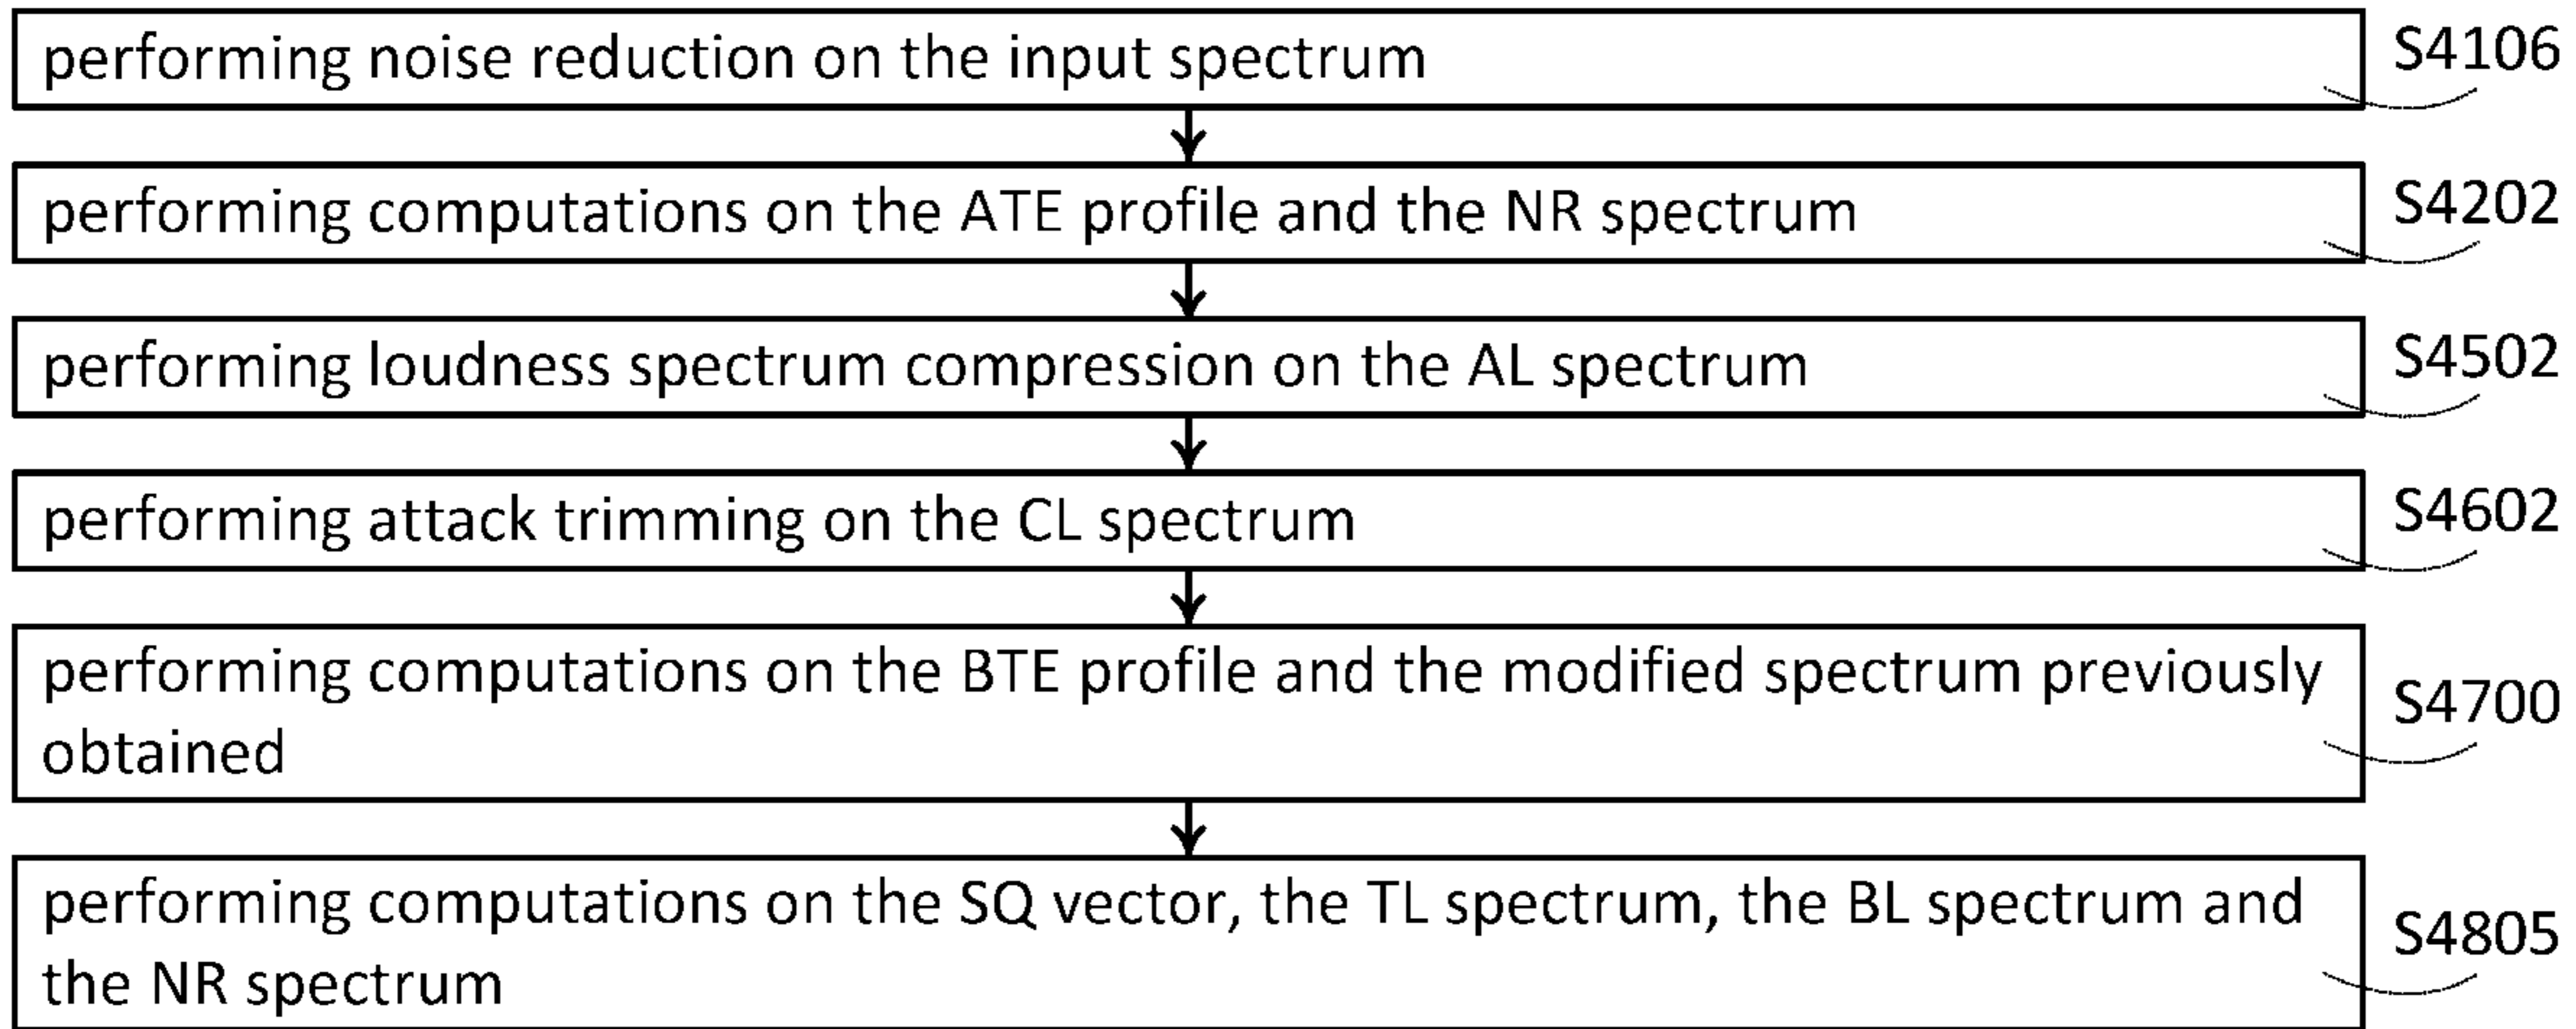 performing noise reduction on the input spectrum S4106
performing computations on the ATE profile and the NR spectrum S4202
performing loudness spectrum compression on the AL spectrum S4502
performing attack trimming on the CL spectrum S4602
performing computations on the BTE profile and the modified spectrum previously
obtained
S4700
performing computations on the SQ vector, the TL spectrum, the BL spectrum and
the NR spectrum
S4805